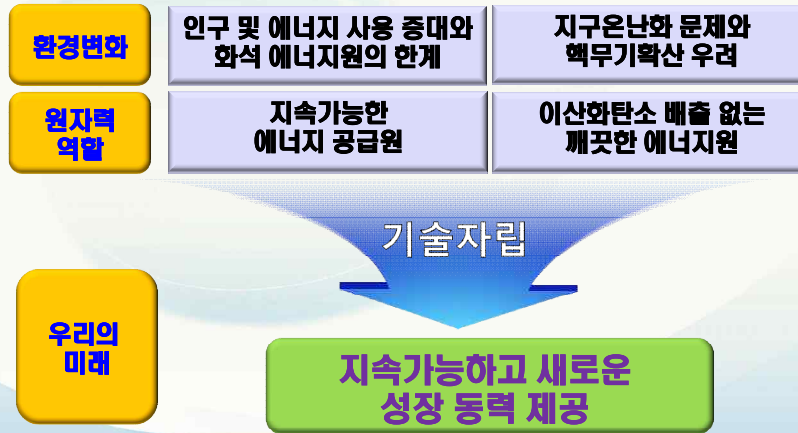 환경변화
인구 및 에너지 사용 증대와
화석 에너지원의 한계
지구온난화 문제와
핵무기확산 우려
원자력
역할
지속가능한
에너지 공급원
이산화탄소 배출 없는
깨끗한 에너지원
기술자립
우리의
미래
지속가능하고 새로운
성장 동력 제공